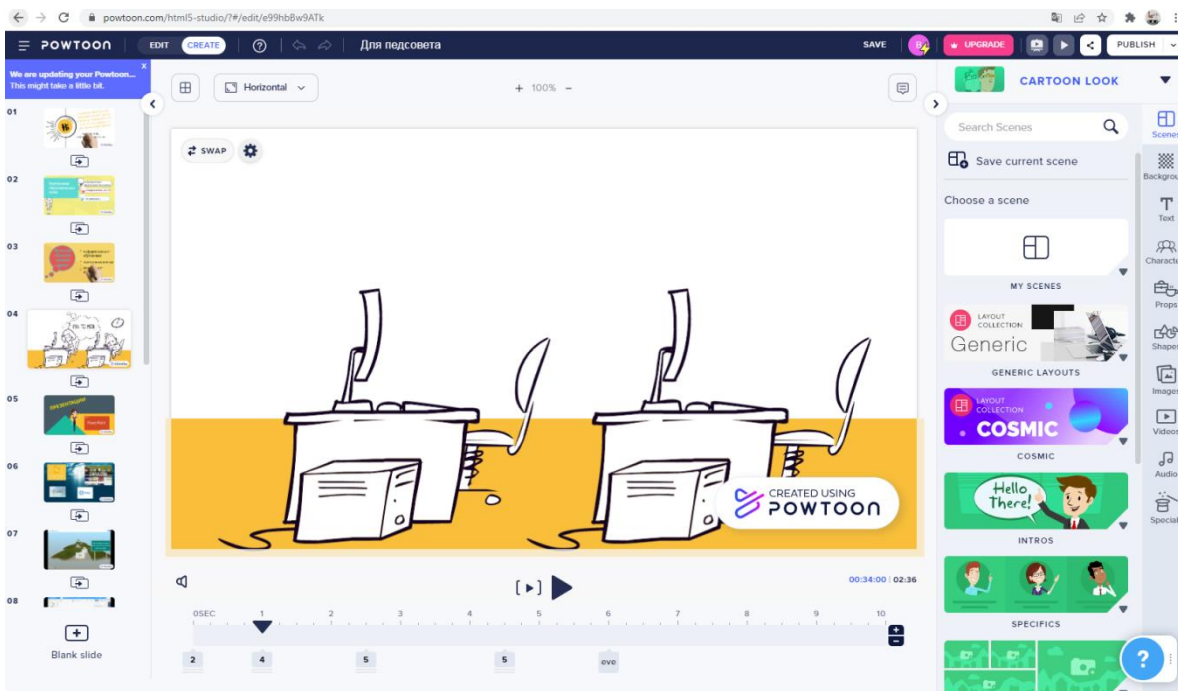 powtoon.com/html5-studio/?#/edit/e99hbBw9ATk
POWTOON
EDIT
CREATE
Для педсовета
SAVE
UPGRADE
PUBLISH
We are updating your Powtoon...
This might take a little bit.
x
Horizontal
+ 100% -
CARTOON LOOK
01
02
03
04
05
ПРЕЗЕНТАЦИЯ
06
07
08
Blank slide
SWAP
CREATED USING
POWTOON
00:34:00 02:36
0SEC 1 2 3 4 5 6 7 8 9 10
2 4 5 5 eve
Search Scenes
Save current scene
Choose a scene
MY SCENES
LAYOUT
COLLECTION
Generic
GENERIC LAYOUTS
LAYOUT
COLLECTION
COSMIC
COSMIC
Hello
There!
INTROS
SPECIFICS
Scenes
Backgrou
Text
Characte
Props
Shapes
Images
Videos
Audio
Special
?